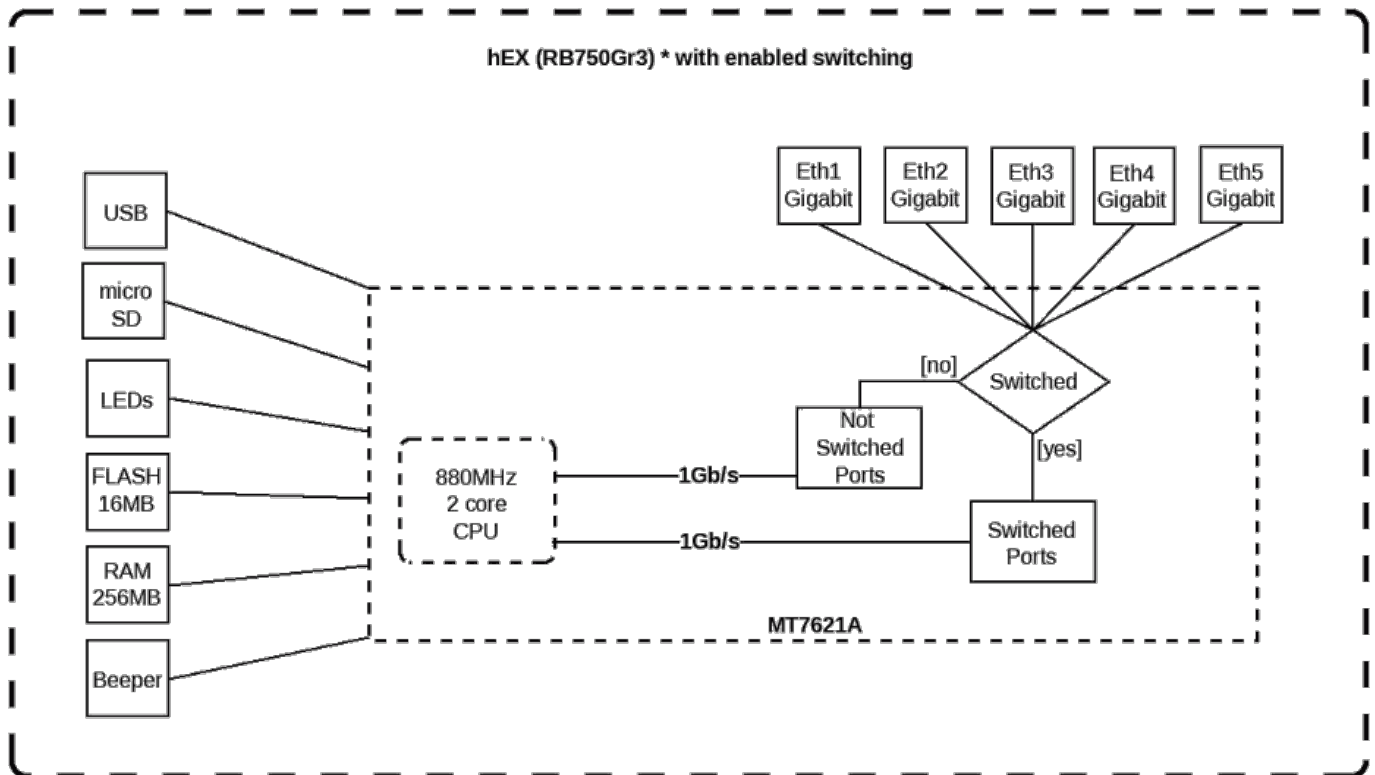 hEX (RB750Gr3) * with enabled switching
Eth1
Gigabit
Eth2
Gigabit
Eth3
Gigabit
Eth4
Gigabit
Eth5
Gigabit
USB
micro
SD
LEDs
FLASH
16MB
RAM
256MB
Beeper
[no]
Switched
[yes]
Not
Switched
Ports
880MHz
2 core
CPU
1Gb/s
1Gb/s
Switched
Ports
MT7621A